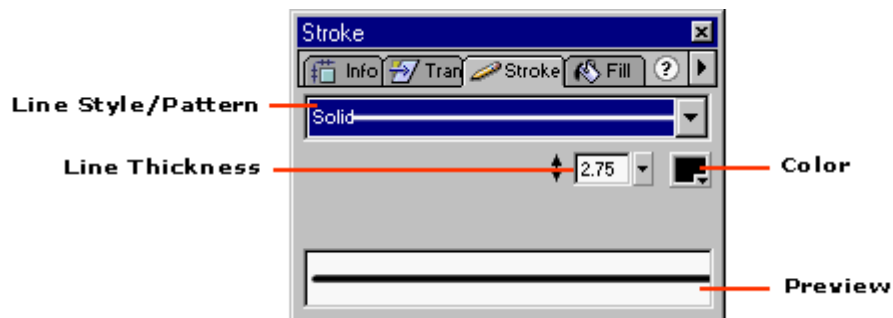 Stroke
Info Tran Stroke Fill ?
Line Style/Pattern
Solid
Line Thickness
2.75
Color
Preview